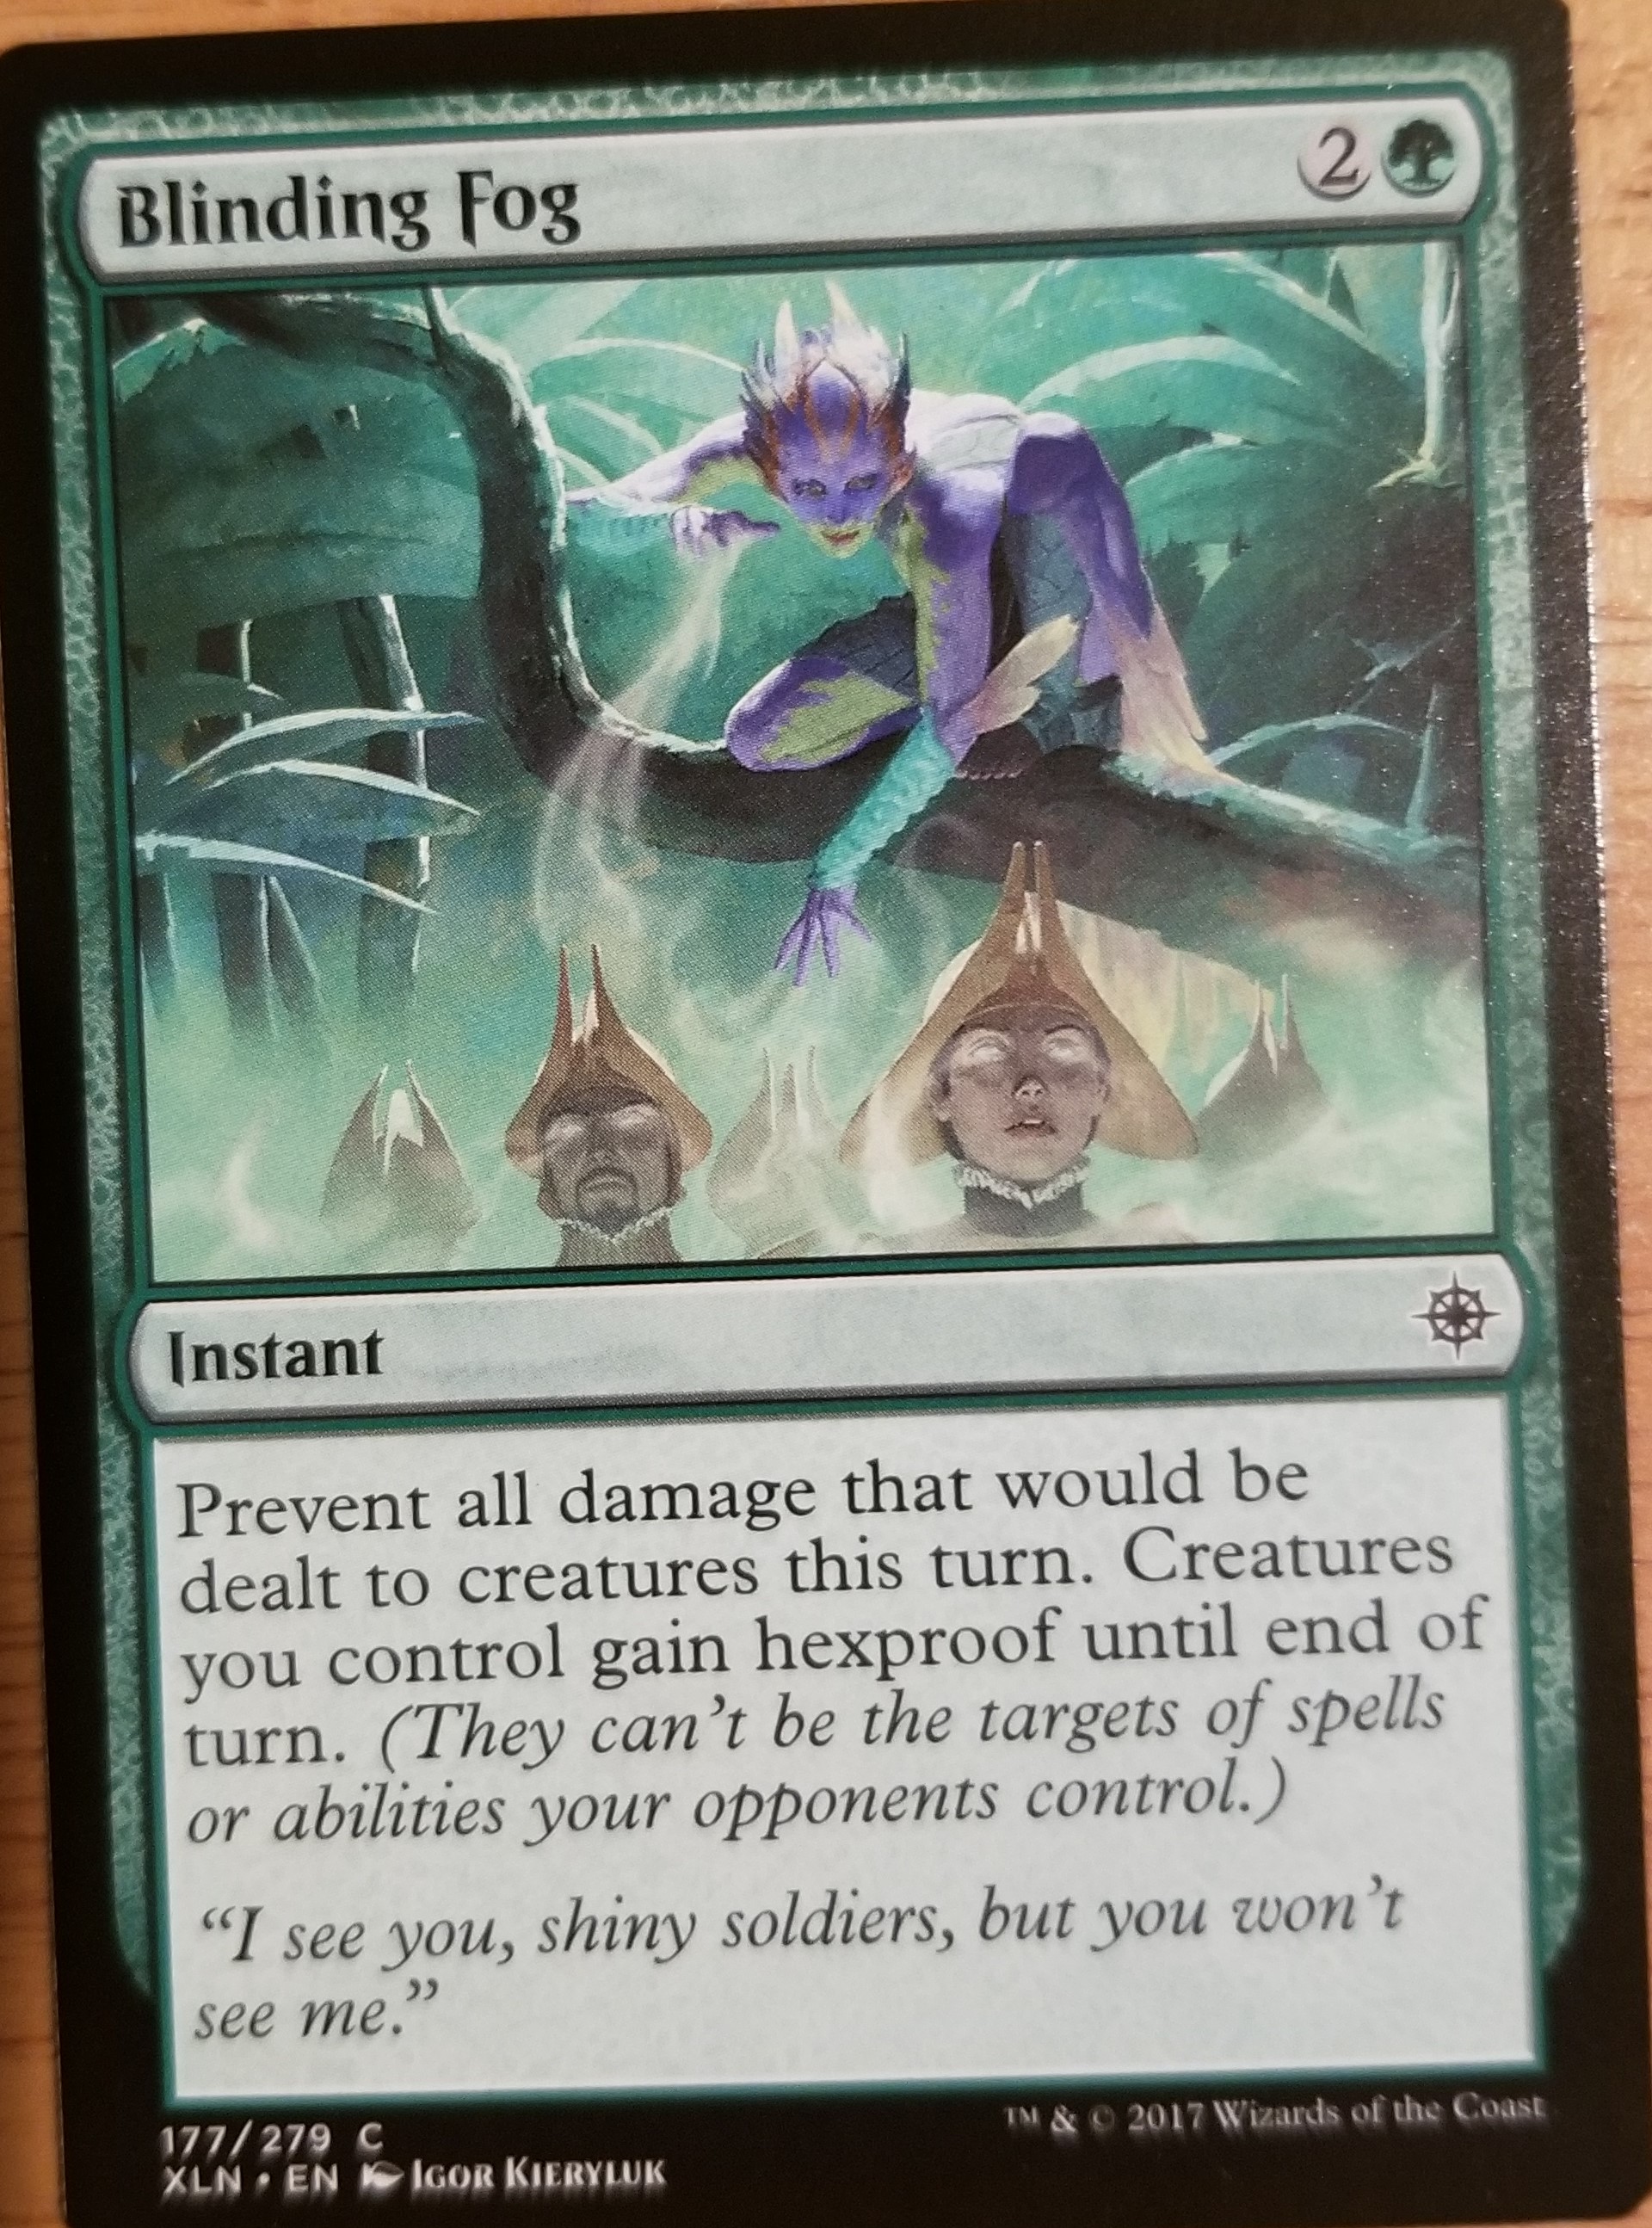 Blinding Fog 2
Instant
Prevent all damage that would be
dealt to creatures this turn. Creatures
you control gain hexproof until end of
turn. (They can't be the targets of spells
or abilities your opponents control.)
“I see you, shiny soldiers, but you won't
see me.”
177/279 C
XLN • EN Igor Kieryluk
™ & © 2017 Wizards of the Coast